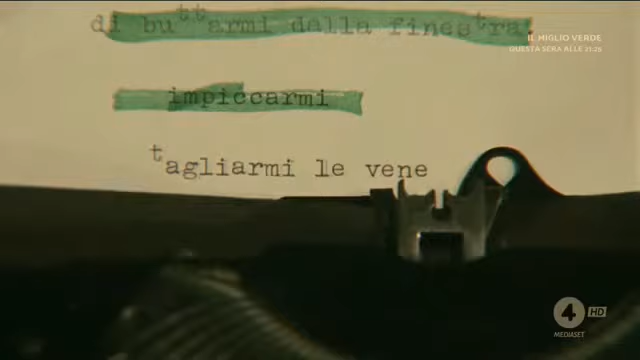 di buttarmi dalla finestra.
IL MIGLIO VERDE
QUESTA SERA ALLE 21:25
impiccarmi
tagliarmi le vene
4 HD
MEDIASET